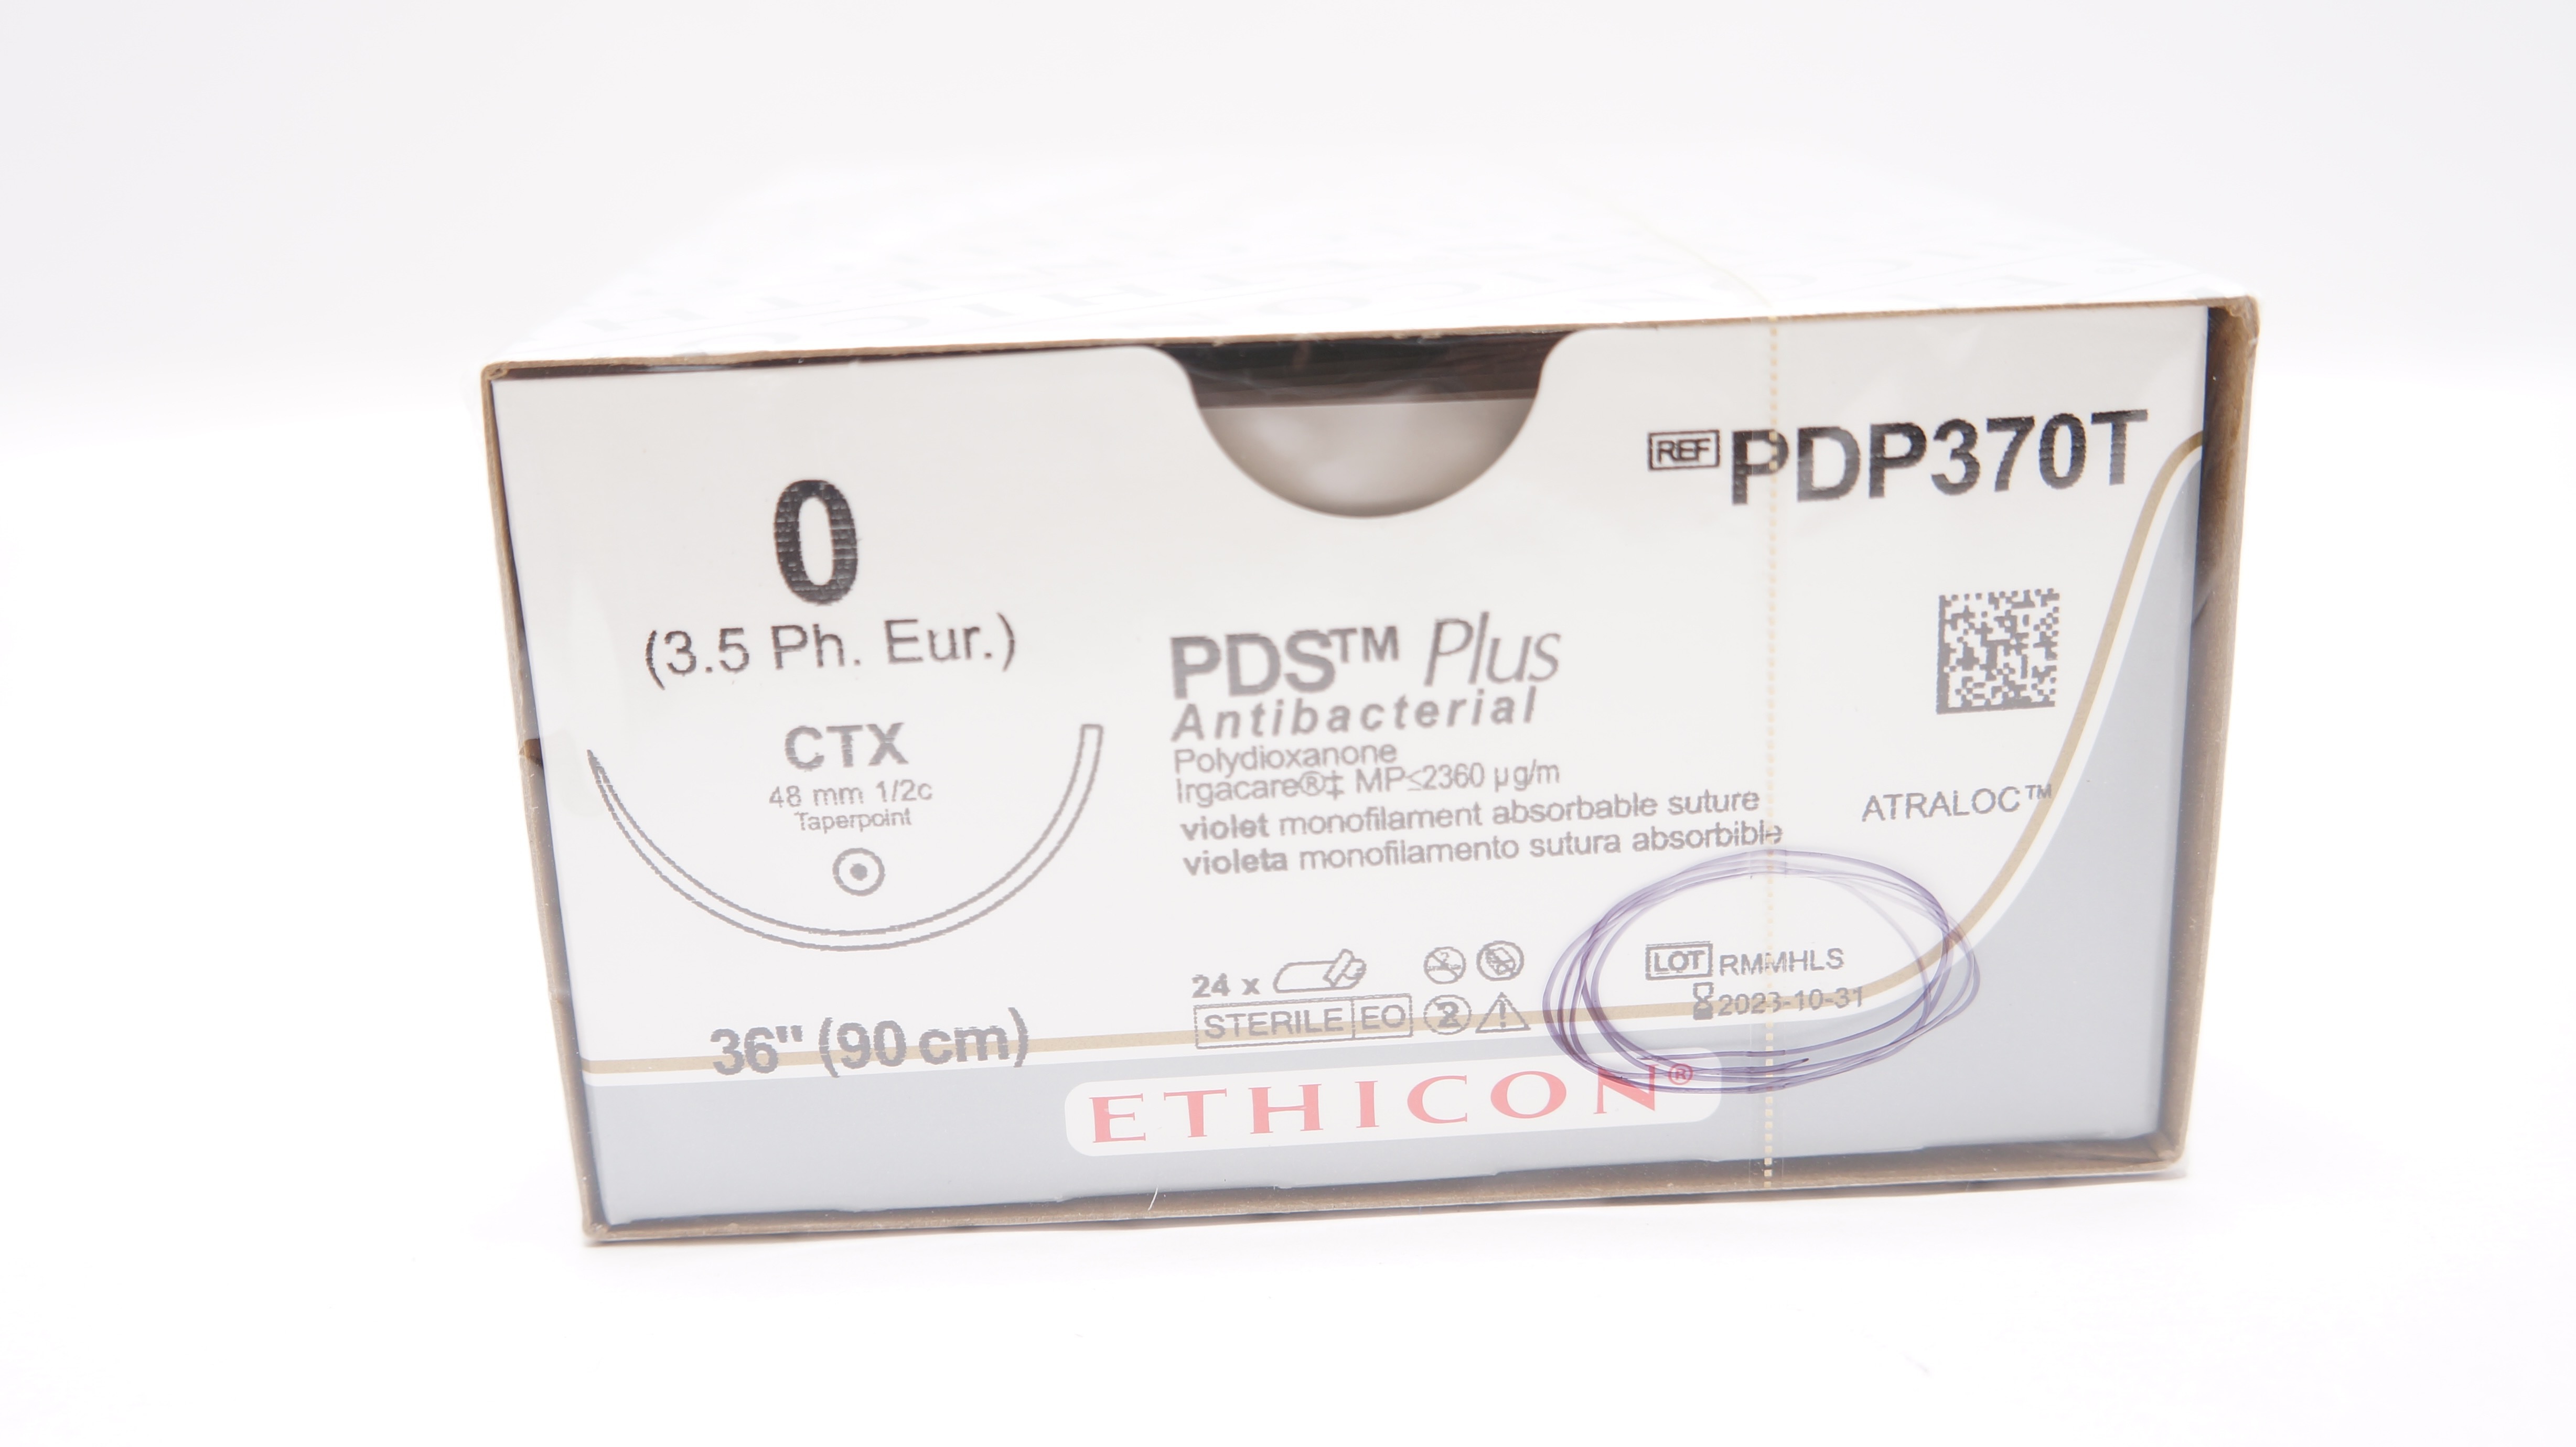 0
(3.5 Ph. Eur.)
CTX
48 mm 1/2c
Taperpoint
36" (90 cm)
REF PDP370T
PDS™ Plus
Antibacterial
Polydioxanone
Irgacare®‡ MP≤2360 µg/m
violet monofilament absorbable suture
violeta monofilamento sutura absorbible
ATRALOC™
24 x
STERILE EO 2
LOT RMMHLS
2023-10-31
ETHICON®